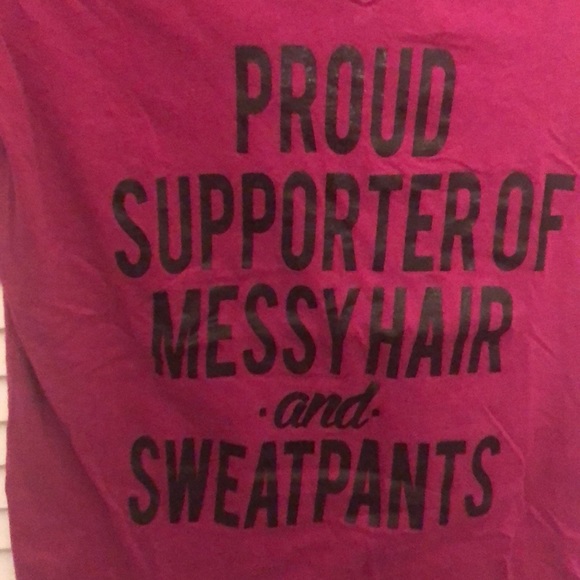 PROUD
SUPPORTER OF
MESSY HAIR
·and·
SWEATPANTS